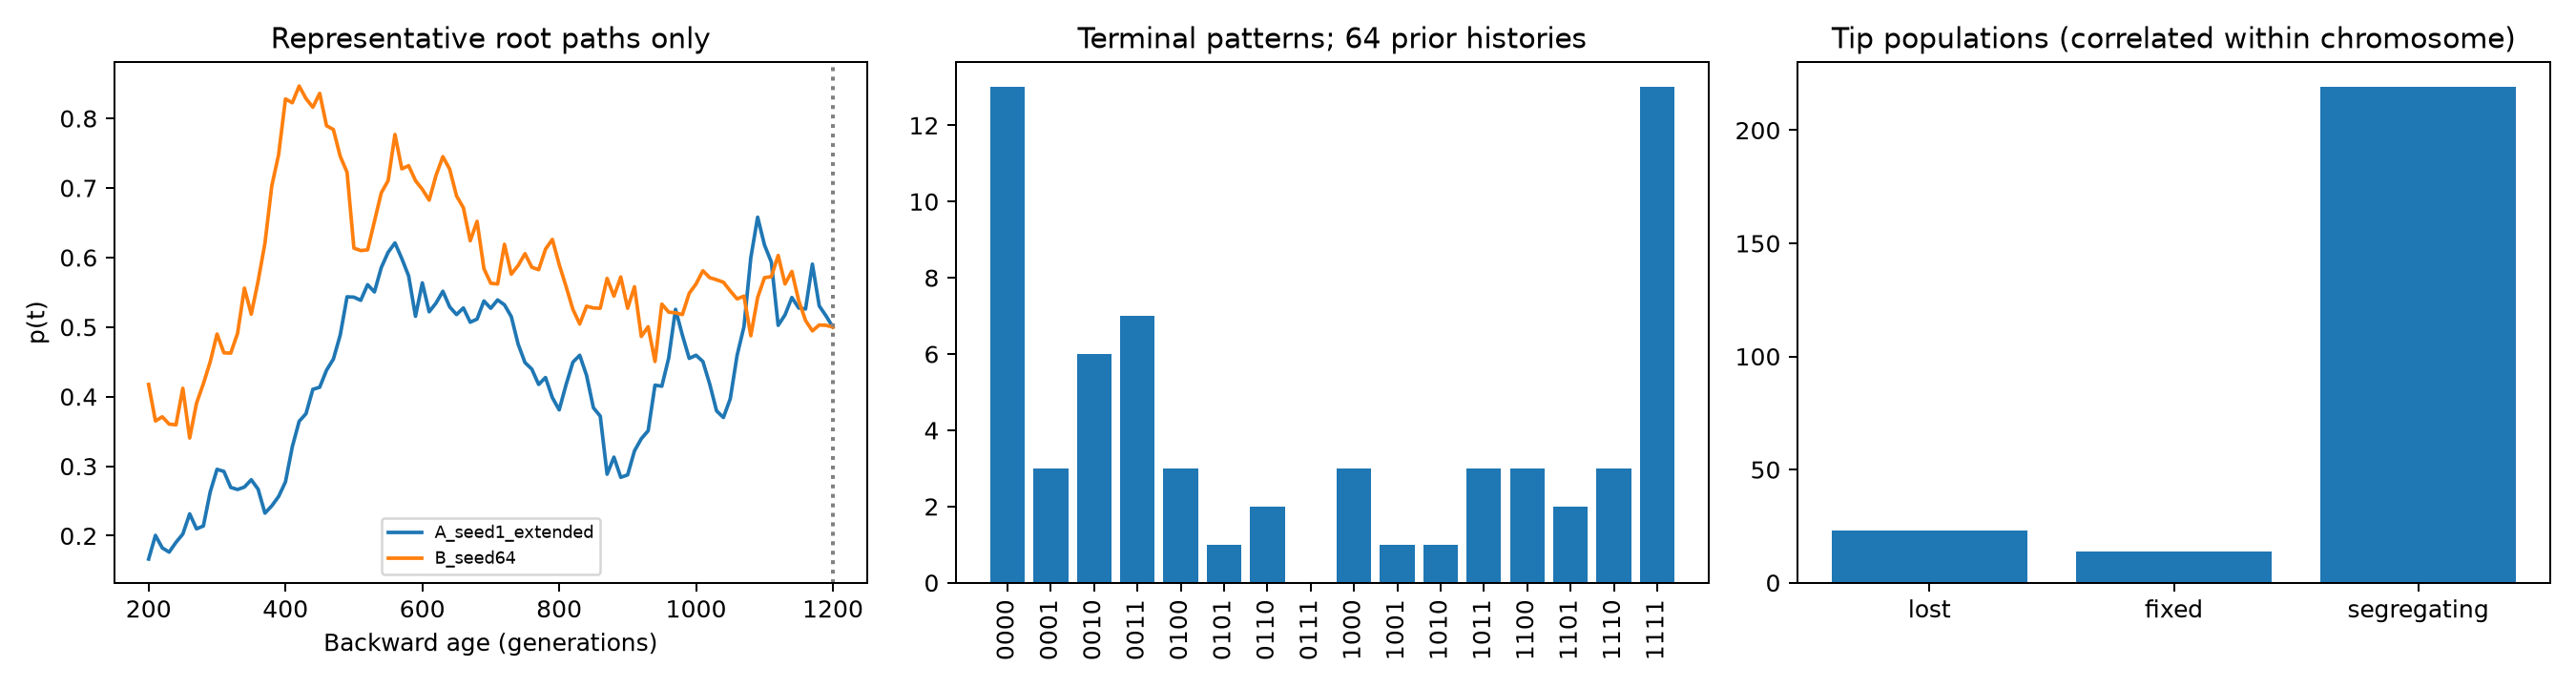 Representative root paths only
p(t)
0.8
0.7
0.6
0.5
0.4
0.3
0.2
A_seed1_extended
B_seed64
200 400 600 800 1000 1200
Backward age (generations)
Terminal patterns; 64 prior histories
12
10
8
6
4
2
0
0000 0001 0010 0011 0100 0101 0110 0111 1000 1001 1010 1011 1100 1101 1110 1111
Tip populations (correlated within chromosome)
200
150
100
50
0
lost fixed segregating